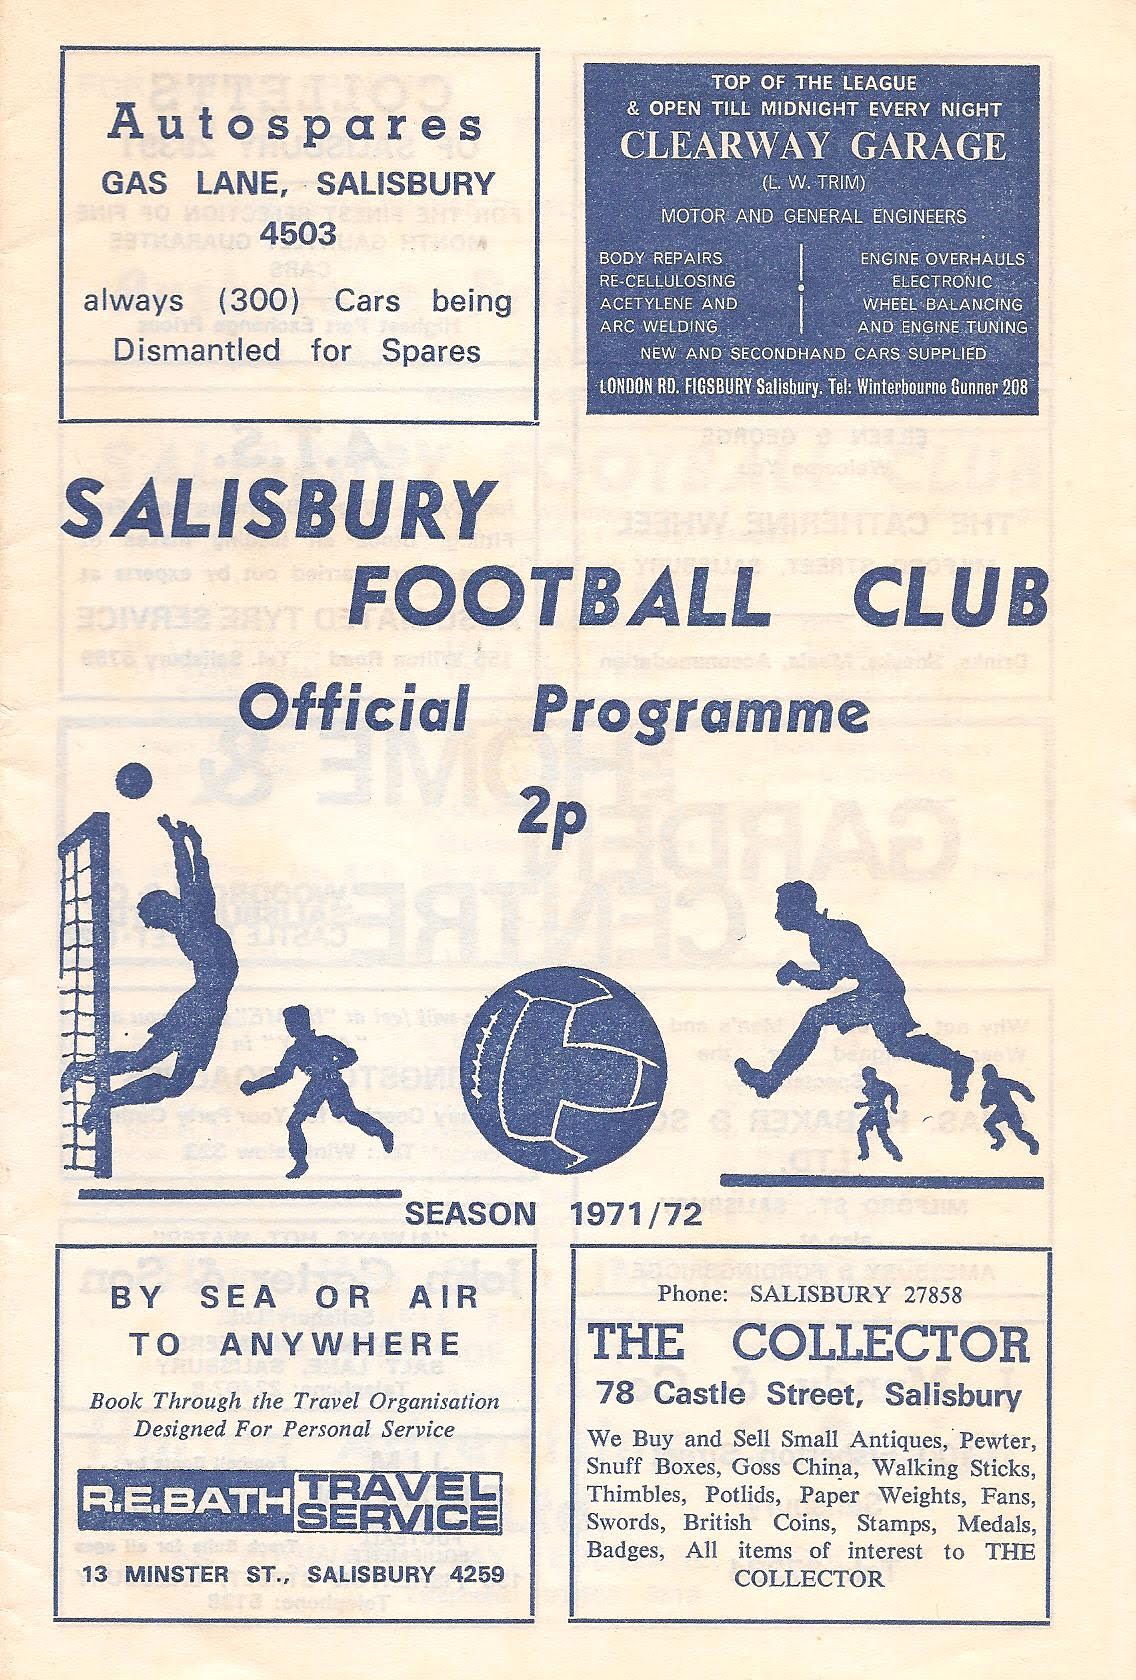 Autospares
GAS LANE, SALISBURY
4503
always (300) Cars being
Dismantled for Spares
TOP OF THE LEAGUE
& OPEN TILL MIDNIGHT EVERY NIGHT
CLEARWAY GARAGE
(L. W. TRIM)
MOTOR AND GENERAL ENGINEERS
BODY REPAIRS
RE-CELLULOSING
ACETYLENE AND
ARC WELDING
ENGINE OVERHAULS
ELECTRONIC
WHEEL BALANCING
AND ENGINE TUNING
NEW AND SECONDHAND CARS SUPPLIED
LONDON RD. FIGSBURY Salisbury. Tel: Winterbourne Gunner 208
SALISBURY
FOOTBALL CLUB
Official Programme
2p
SEASON 1971/72
BY SEA OR AIR
TO ANYWHERE
Book Through the Travel Organisation
Designed For Personal Service
R.E.BATH TRAVEL SERVICE
13 MINSTER ST., SALISBURY 4259
Phone: SALISBURY 27858
THE COLLECTOR
78 Castle Street, Salisbury
We Buy and Sell Small Antiques, Pewter,
Snuff Boxes, Goss China, Walking Sticks,
Thimbles, Potlids, Paper Weights, Fans,
Swords, British Coins, Stamps, Medals,
Badges, All items of interest to THE
COLLECTOR